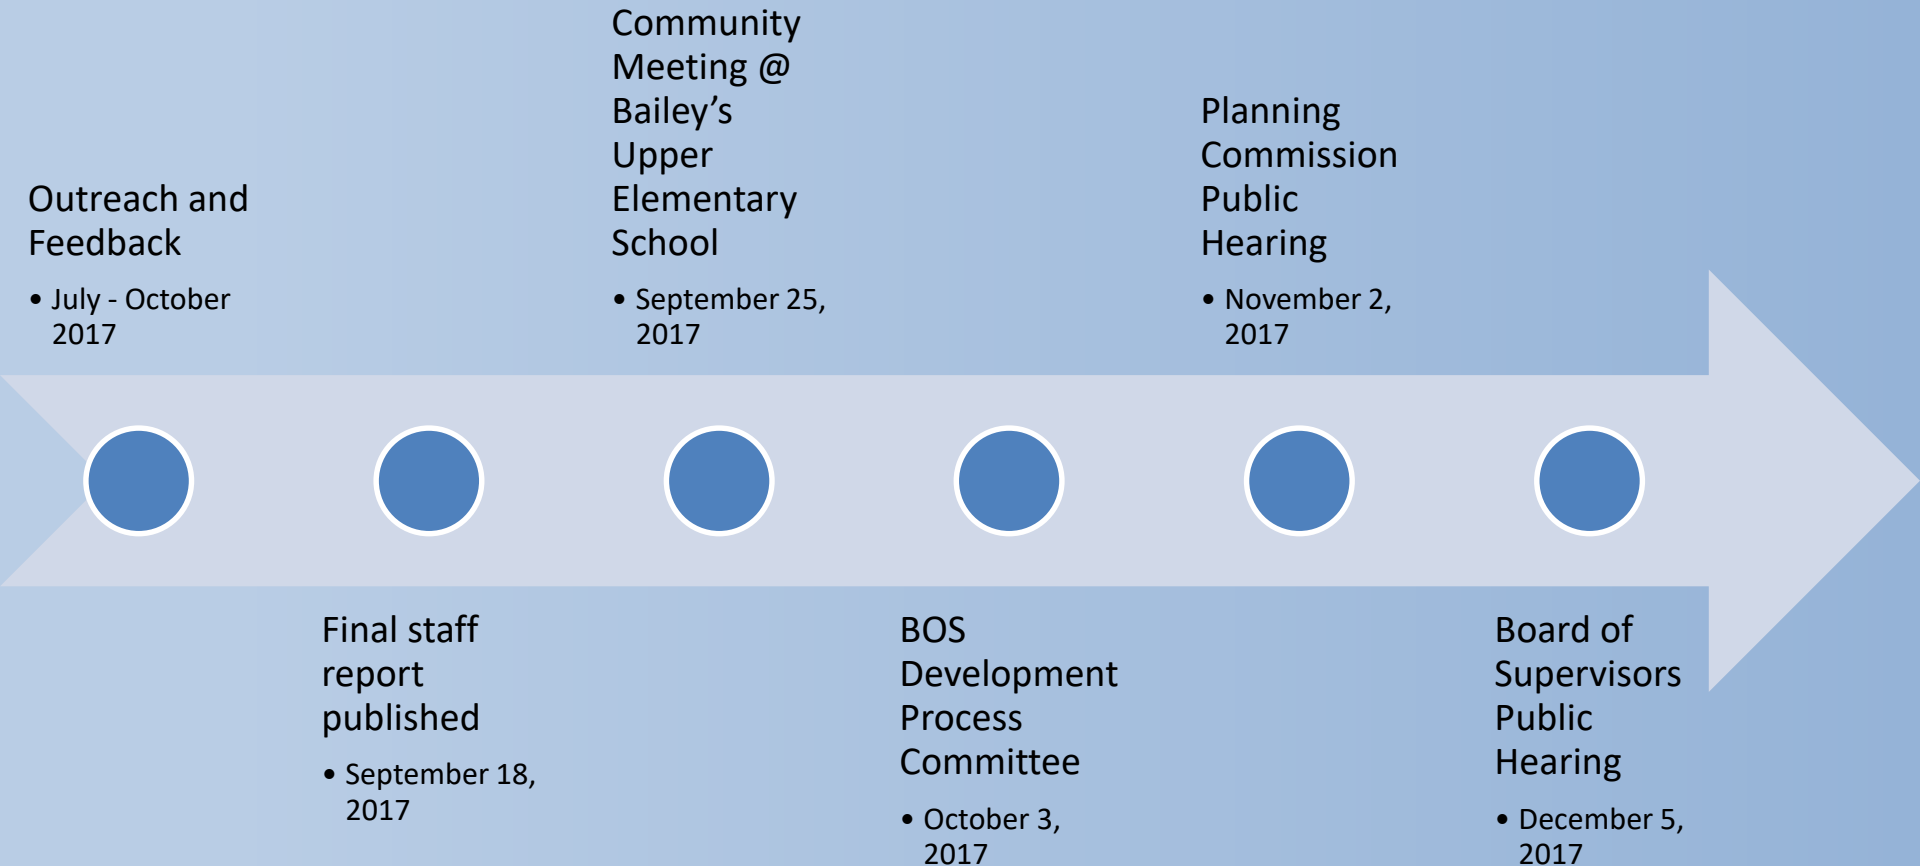 Outreach and
Feedback
• July - October
2017
Final staff
report
published
• September 18,
2017
Community
Meeting @
Bailey’s
Upper
Elementary
School
• September 25,
2017
BOS
Development
Process
Committee
• October 3,
2017
Planning
Commission
Public
Hearing
• November 2,
2017
Board of
Supervisors
Public
Hearing
• December 5,
2017